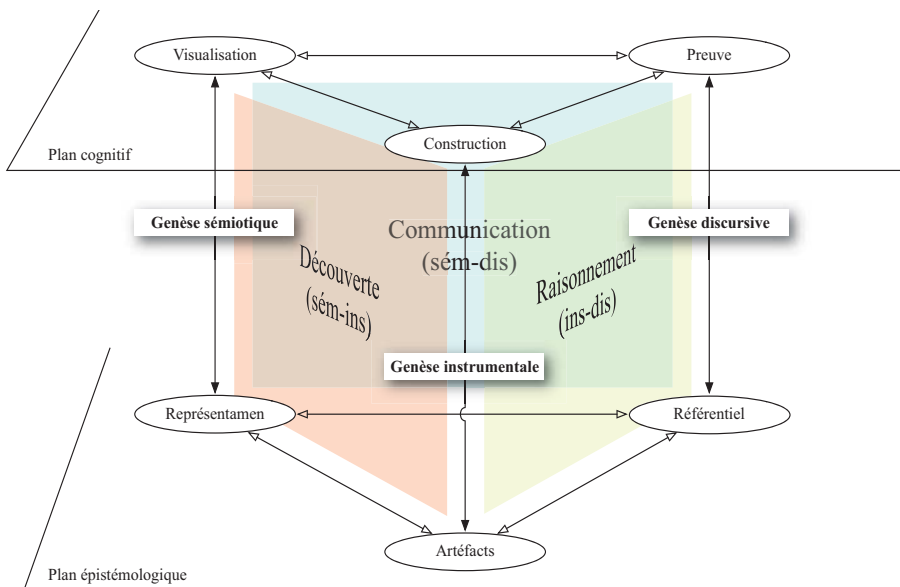 Visualisation
Preuve
Construction
Plan cognitif
Genèse sémiotique
Genèse discursive
Communication
(sém-dis)
Découverte
(sém-ins)
Raisonnement
(ins-dis)
Genèse instrumentale
Représentamen
Référentiel
Artéfacts
Plan épistémologique